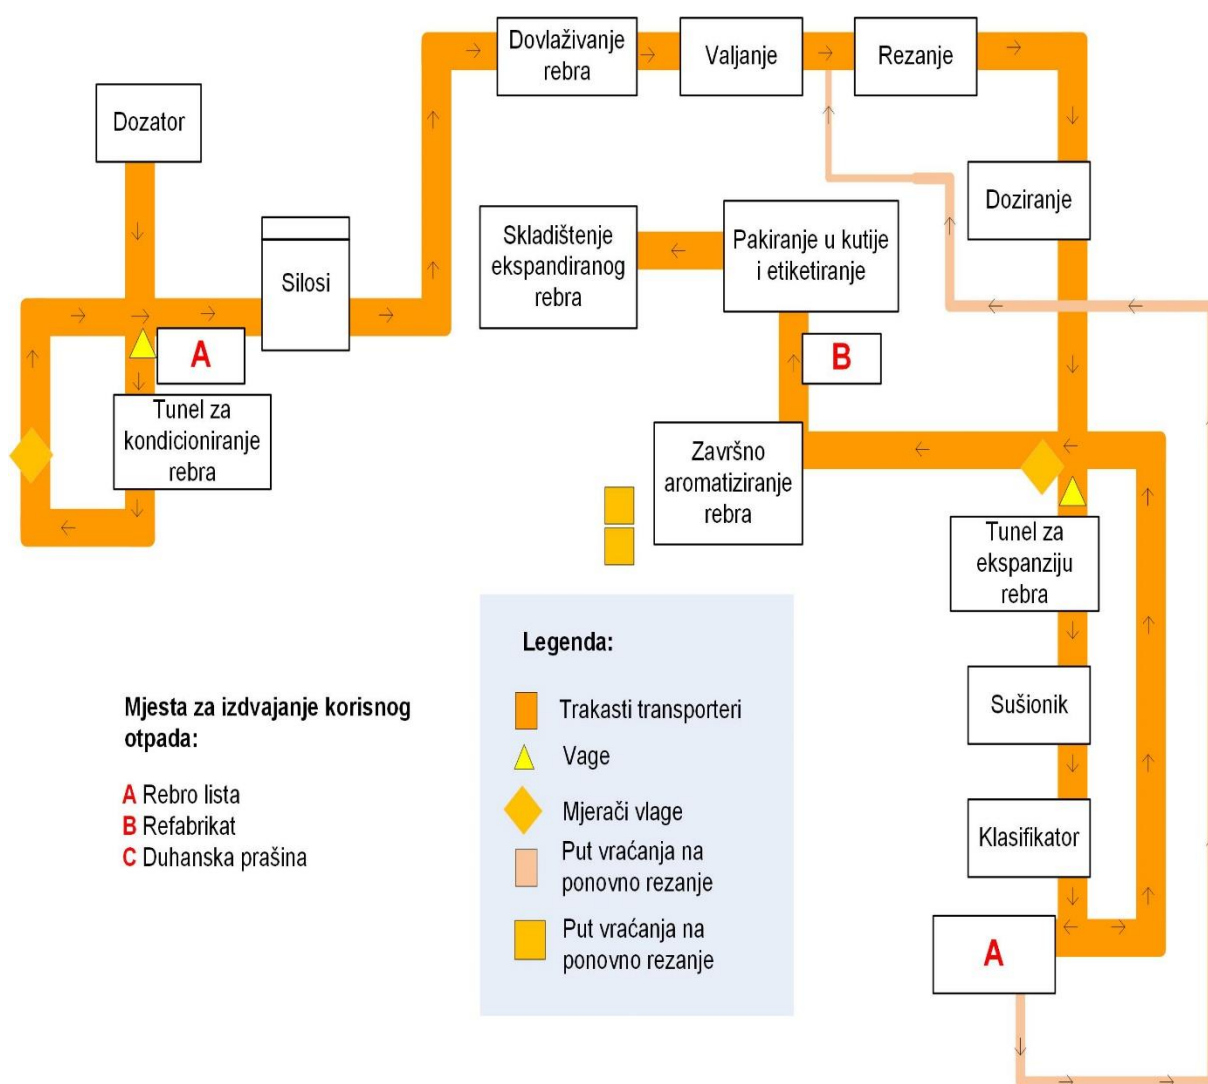 Dozator
Silosi
A
Tunel za
kondicioniranje
rebra
Dovlaživanje
rebra
Valjanje
Rezanje
Doziranje
Skladištenje
ekspandiranog
rebra
Pakiranje u kutije
i etiketiranje
B
Završno
aromatiziranje
rebra
Tunel za
ekspanziju
rebra
Sušionik
Klasifikator
A
Mjesta za izdvajanje korisnog
otpada:
A Rebro lista
B Refabrikat
C Duhanska prašina
Legenda:
Trakasti transporteri
Vage
Mjerači vlage
Put vraćanja na
ponovno rezanje
Put vraćanja na
ponovno rezanje